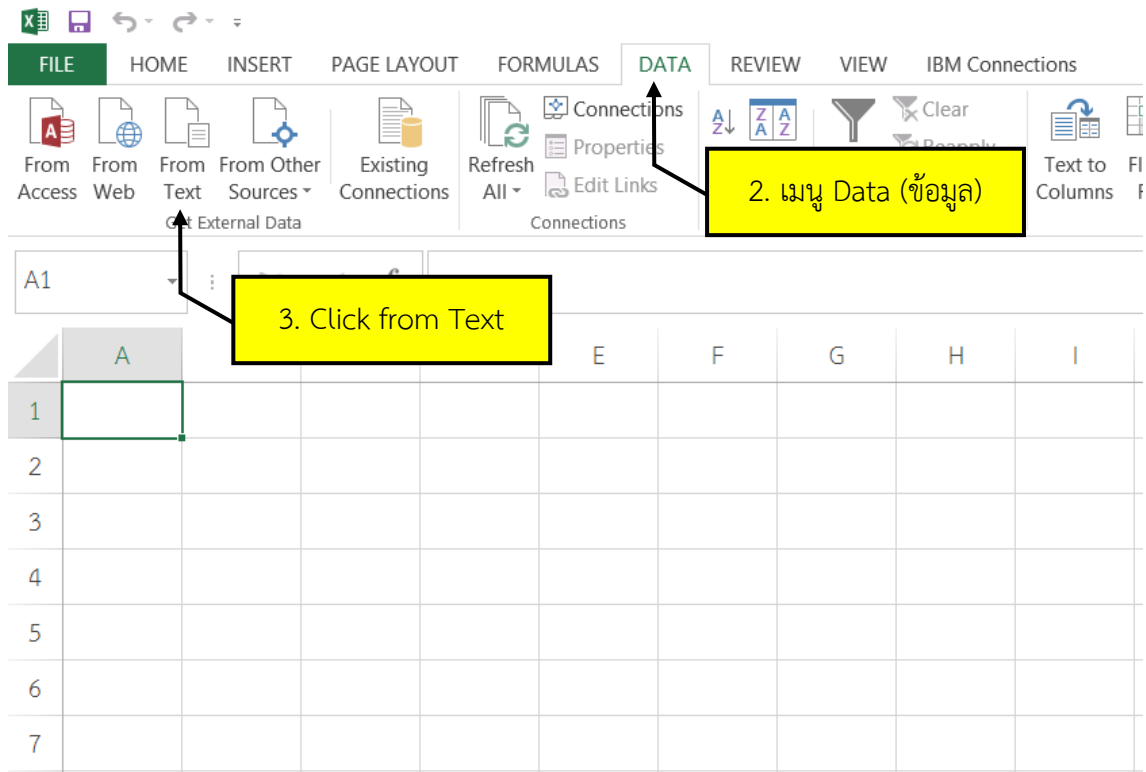 FILE HOME INSERT PAGE LAYOUT FORMULAS DATA REVIEW VIEW IBM Connections
From Access
From Web
From Text
From Other Sources
Existing Connections
Refresh All
Connections
Properties
Edit Links
Clear
Reapply
Text to Columns
Get External Data
Connections
2. เมนู Data (ข้อมูล)
A1
3. Click from Text
A E F G H I
1
2
3
4
5
6
7